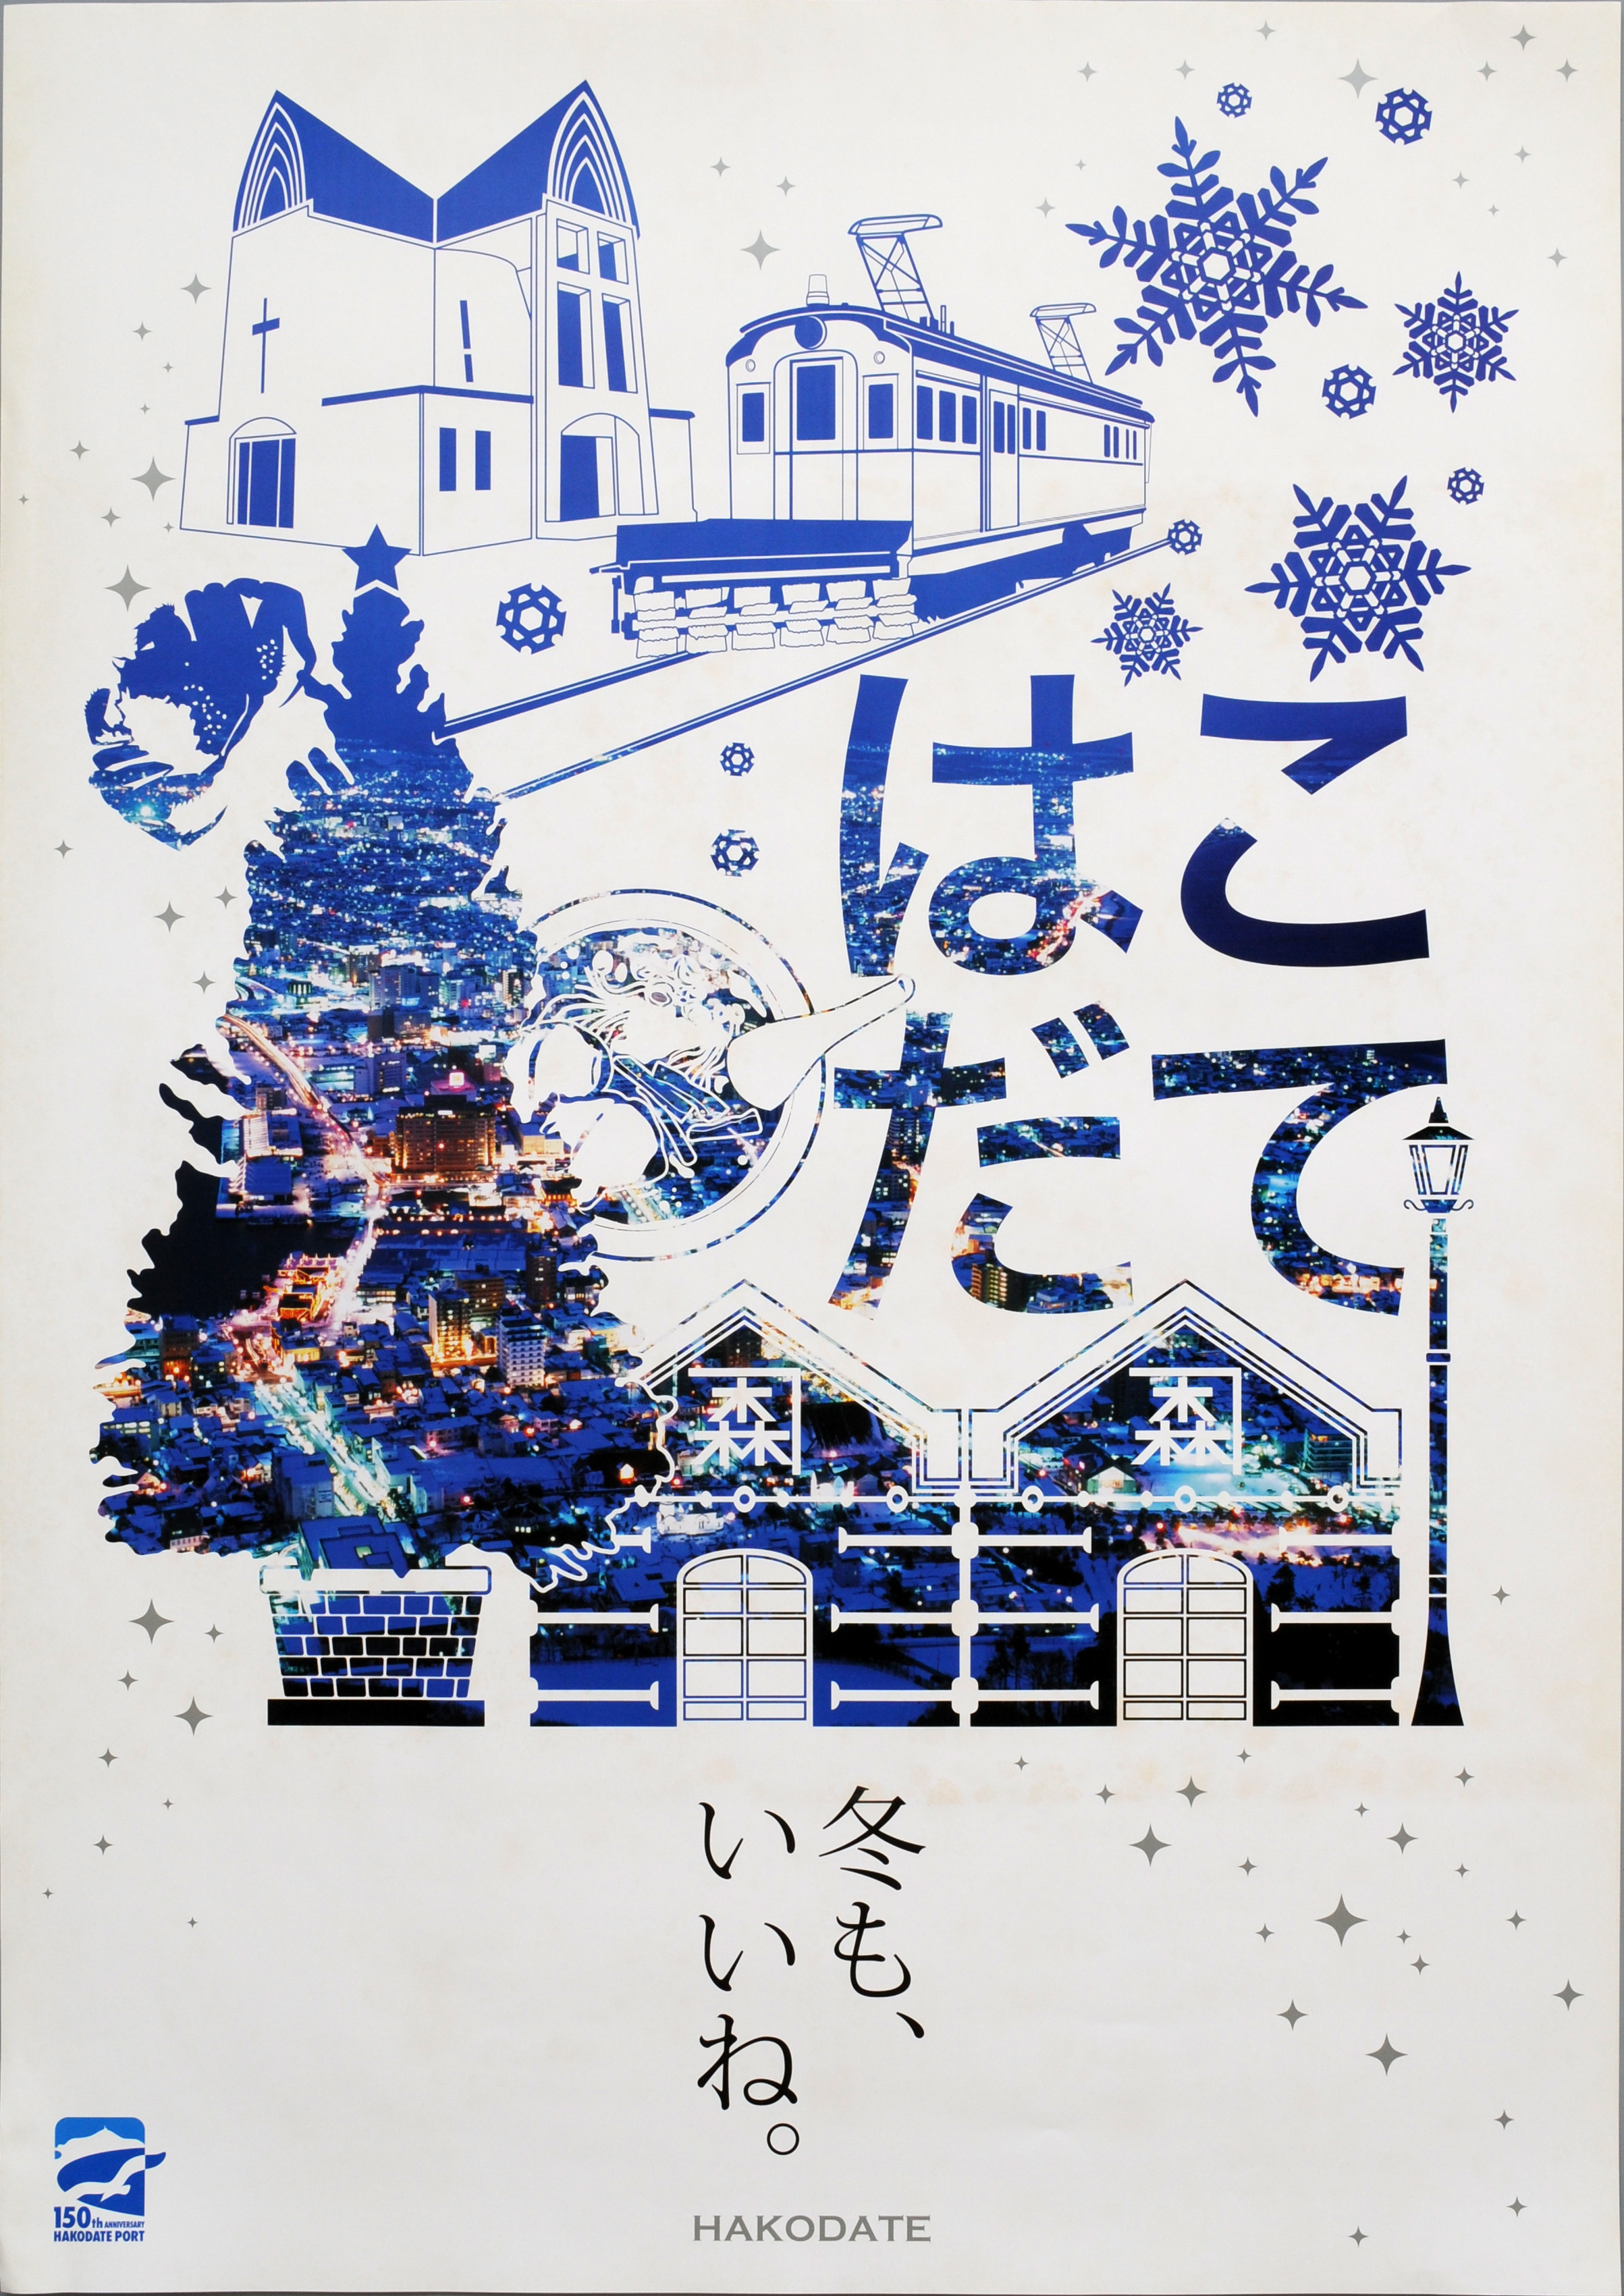 はこ
だて
森
森
冬も、
いいね。
150th ANNIVERSARY
HAKODATE PORT
HAKODATE